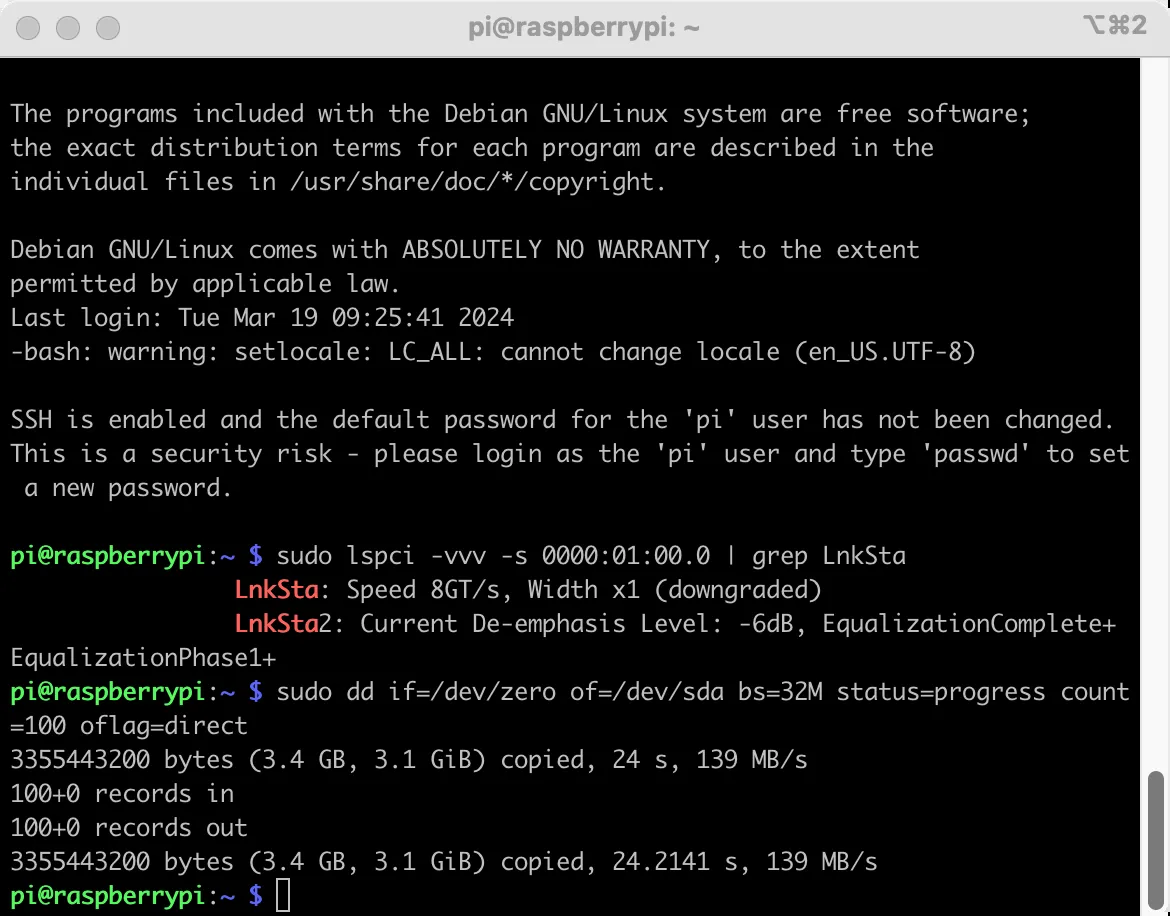 pi@raspberrypi: ~
⌥⌘2
The programs included with the Debian GNU/Linux system are free software;
the exact distribution terms for each program are described in the
individual files in /usr/share/doc/*/copyright.
Debian GNU/Linux comes with ABSOLUTELY NO WARRANTY, to the extent
permitted by applicable law.
Last login: Tue Mar 19 09:25:41 2024
-bash: warning: setlocale: LC_ALL: cannot change locale (en_US.UTF-8)
SSH is enabled and the default password for the 'pi' user has not been changed.
This is a security risk - please login as the 'pi' user and type 'passwd' to set
a new password.
pi@raspberrypi:~ $ sudo lspci -vvv -s 0000:01:00.0 | grep LnkSta
LnkSta: Speed 8GT/s, Width x1 (downgraded)
LnkSta2: Current De-emphasis Level: -6dB, EqualizationComplete+
EqualizationPhase1+
pi@raspberrypi:~ $ sudo dd if=/dev/zero of=/dev/sda bs=32M status=progress count
=100 oflag=direct
3355443200 bytes (3.4 GB, 3.1 GiB) copied, 24 s, 139 MB/s
100+0 records in
100+0 records out
3355443200 bytes (3.4 GB, 3.1 GiB) copied, 24.2141 s, 139 MB/s
pi@raspberrypi:~ $